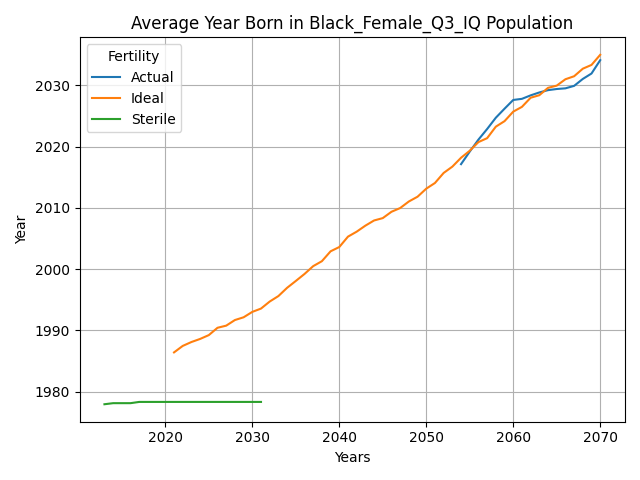 Average Year Born in Black_Female_Q3_IQ Population
Fertility
Actual
Ideal
Sterile
Year
2030
2020
2010
2000
1990
1980
2020 2030 2040 2050 2060 2070
Years